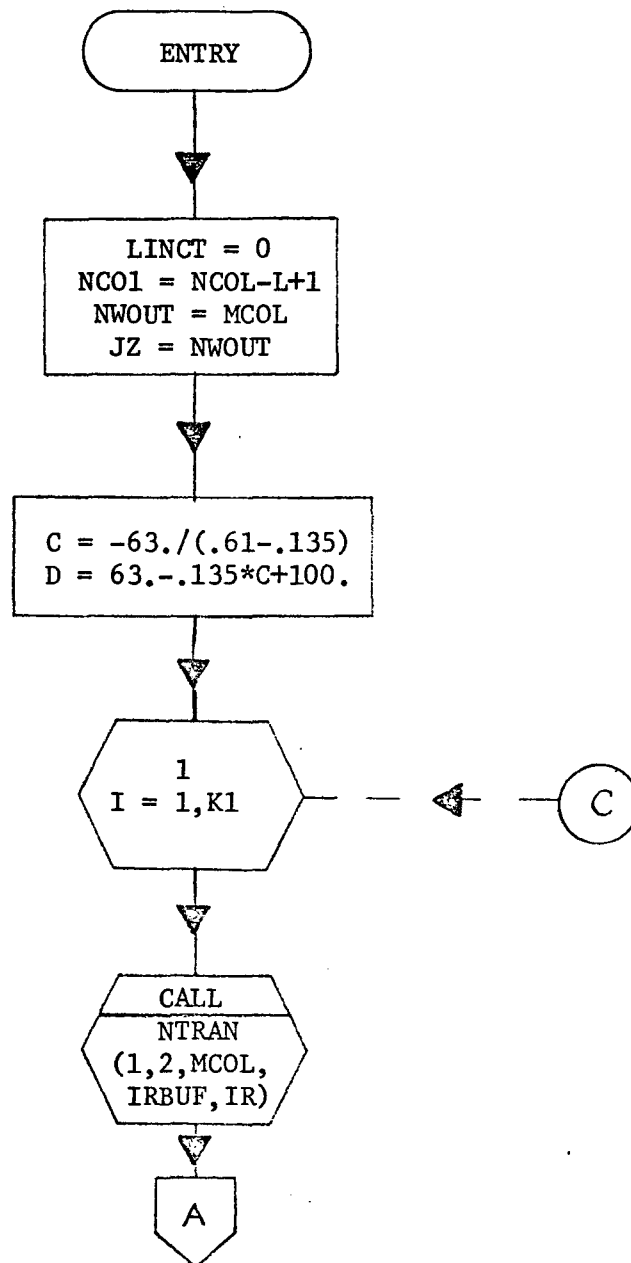 ENTRY
LINCT = 0
NCO1 = NCOL-L+1
NWOUT = MCOL
JZ = NWOUT
C = -63./(.61-.135)
D = 63.-.135*C+100.
1
I = 1,K1
C
CALL
NTRAN
(1,2,MCOL,
IRBUF,IR)
A